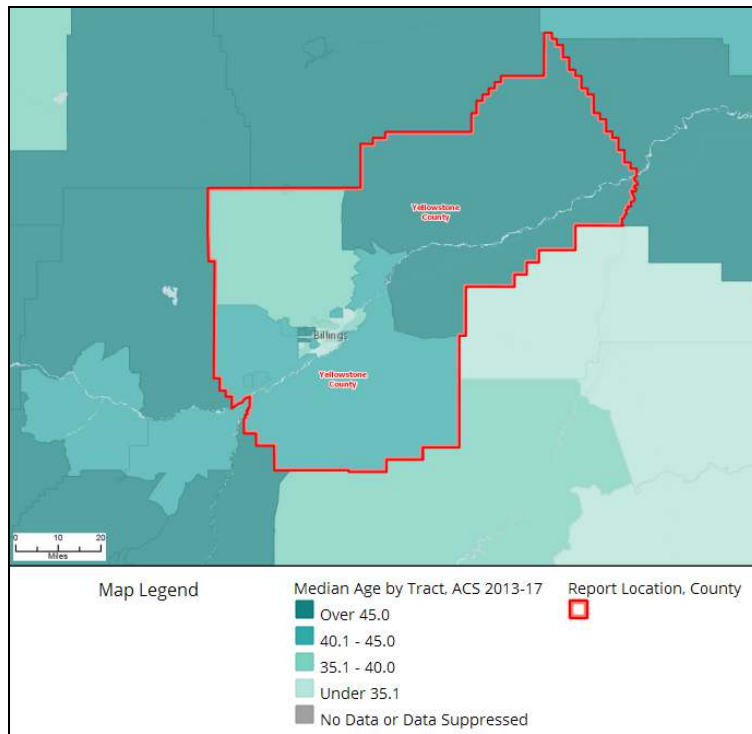 Yellowstone
County
Billings
Yellowstone
County
0 10 20
Miles
Map Legend
Median Age by Tract, ACS 2013-17
Over 45.0
40.1 - 45.0
35.1 - 40.0
Under 35.1
No Data or Data Suppressed
Report Location, County